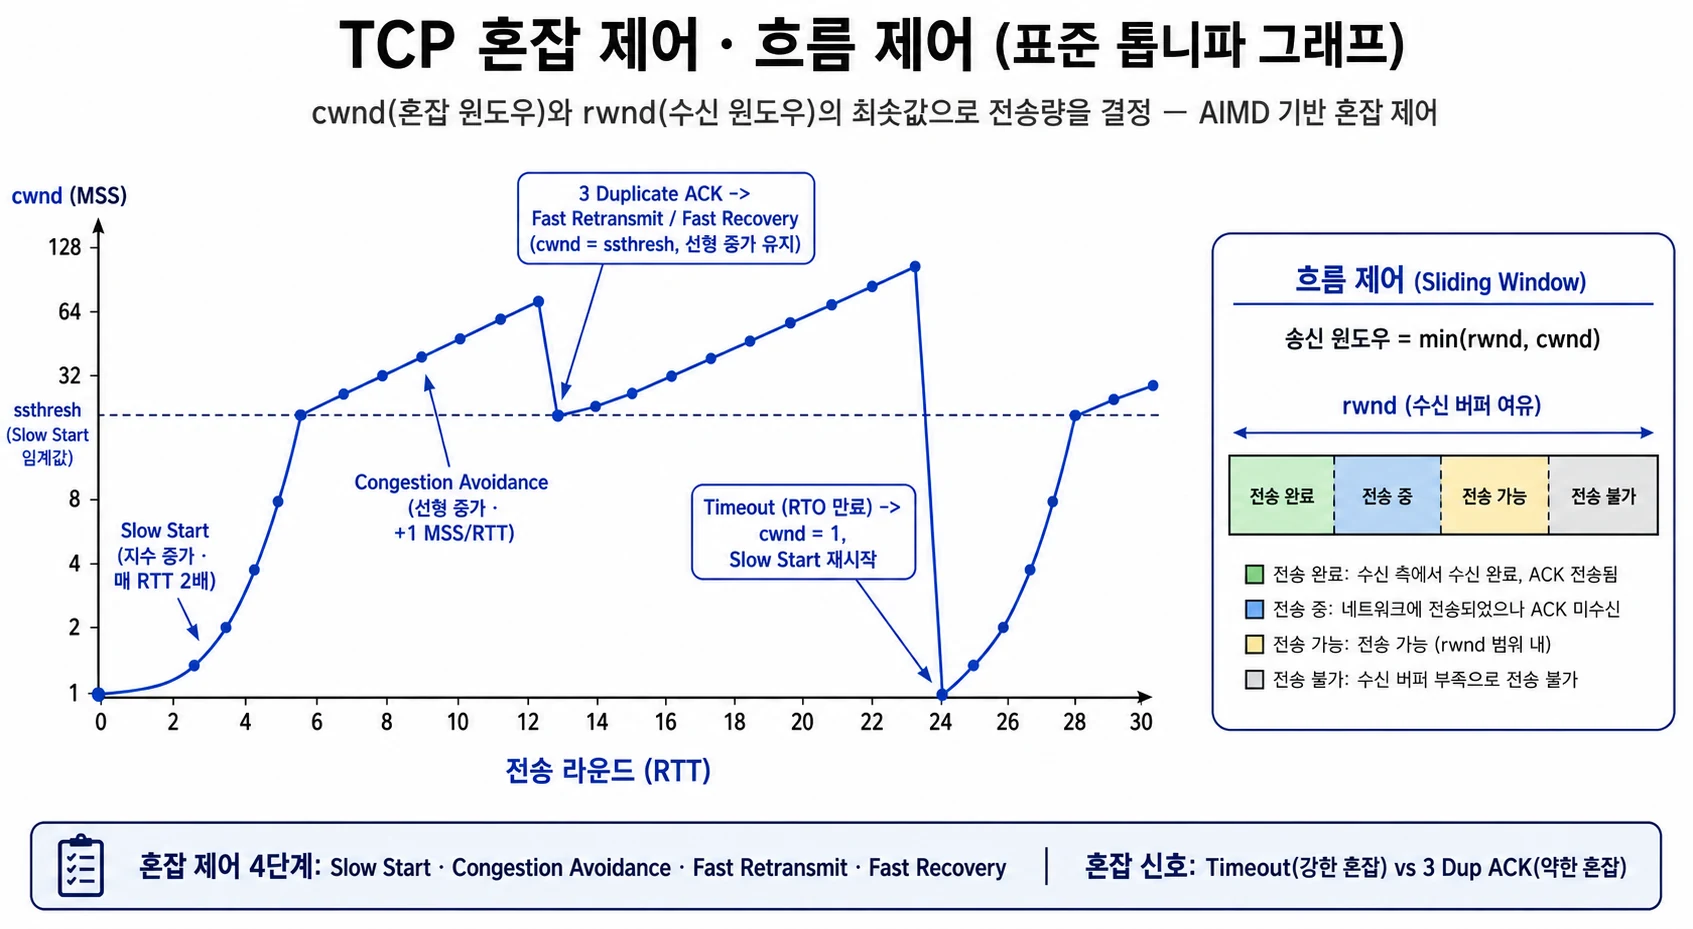 TCP 혼잡 제어 · 흐름 제어 (표준 톱니파 그래프)
cwnd(혼잡 윈도우)와 rwnd(수신 윈도우)의 최솟값으로 전송량을 결정 — AIMD 기반 혼잡 제어
cwnd (MSS)
128
64
32
ssthresh
(Slow Start
임계값)
8
4
2
1
3 Duplicate ACK ->
Fast Retransmit / Fast Recovery
(cwnd = ssthresh, 선형 증가 유지)
Congestion Avoidance
(선형 증가 ·
+1 MSS/RTT)
Slow Start
(지수 증가 ·
매 RTT 2배)
Timeout (RTO 만료) ->
cwnd = 1,
Slow Start 재시작
0 2 4 6 8 10 12 14 16 18 20 22 24 26 28 30
전송 라운드 (RTT)
흐름 제어 (Sliding Window)
송신 윈도우 = min(rwnd, cwnd)
rwnd (수신 버퍼 여유)
전송 완료 전송 중 전송 가능 전송 불가
전송 완료: 수신 측에서 수신 완료, ACK 전송됨
전송 중: 네트워크에 전송되었으나 ACK 미수신
전송 가능: 전송 가능 (rwnd 범위 내)
전송 불가: 수신 버퍼 부족으로 전송 불가
혼잡 제어 4단계: Slow Start · Congestion Avoidance · Fast Retransmit · Fast Recovery
혼잡 신호: Timeout(강한 혼잡) vs 3 Dup ACK(약한 혼잡)